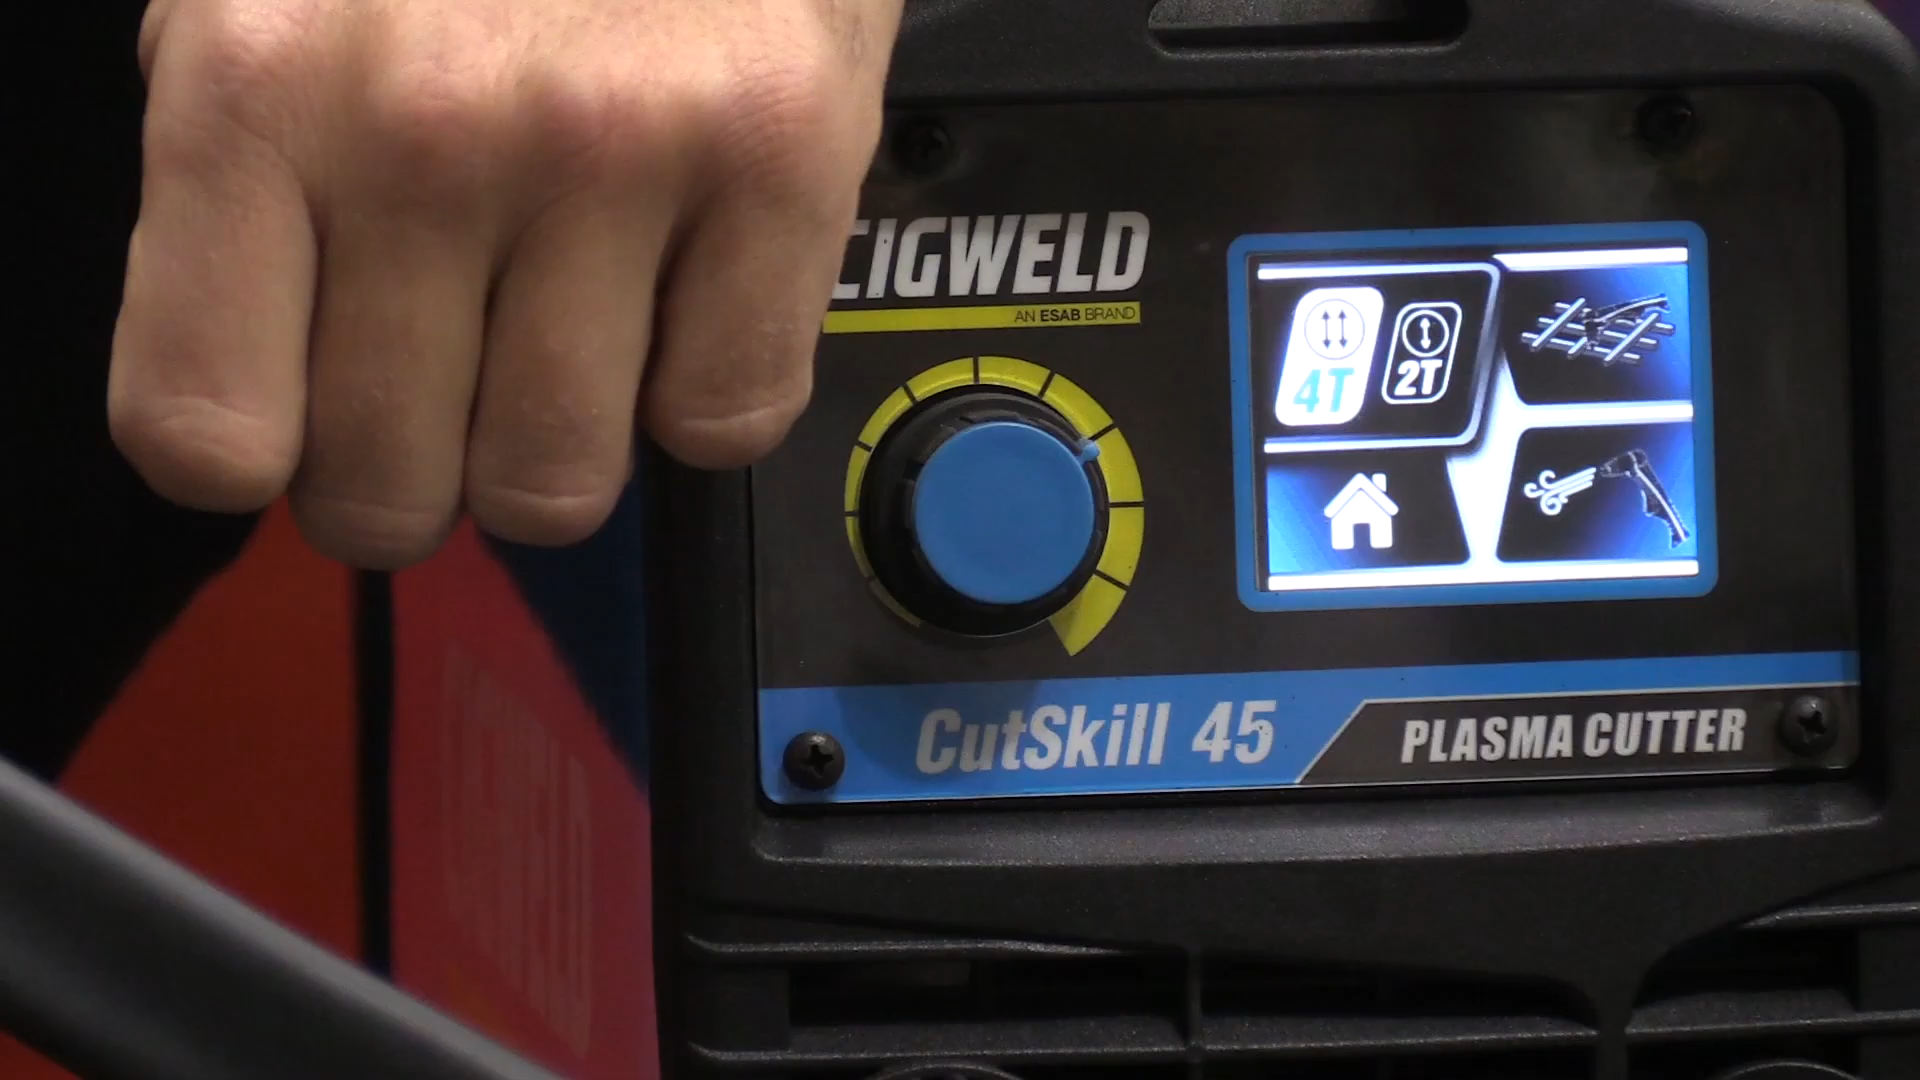 CIGWELD
AN ESAB BRAND
4T
2T
CutSkill 45
PLASMA CUTTER